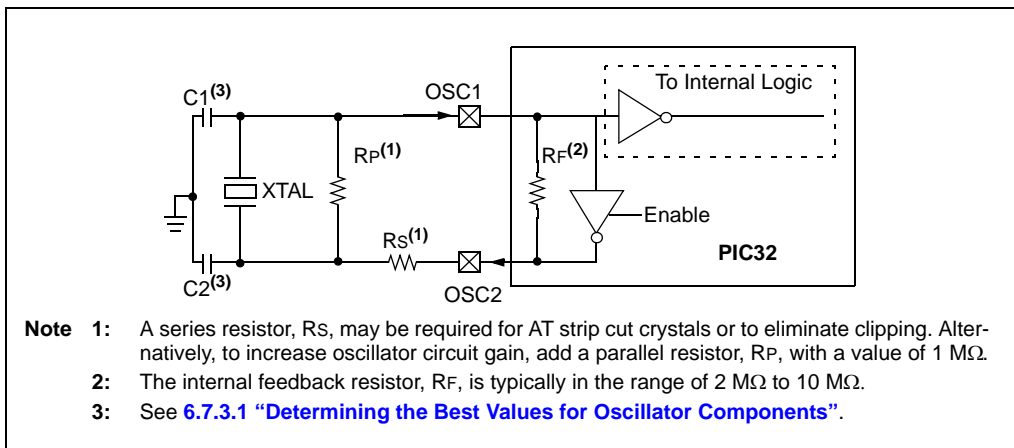 To Internal Logic
OSC1
C1(3)
RP(1)
RF(2)
XTAL
Enable
RS(1)
PIC32
C2(3)
OSC2
Note 1: A series resistor, RS, may be required for AT strip cut crystals or to eliminate clipping. Alter-
natively, to increase oscillator circuit gain, add a parallel resistor, RP, with a value of 1 MΩ.
2: The internal feedback resistor, RF, is typically in the range of 2 MΩ to 10 MΩ.
3: See 6.7.3.1 “Determining the Best Values for Oscillator Components”.